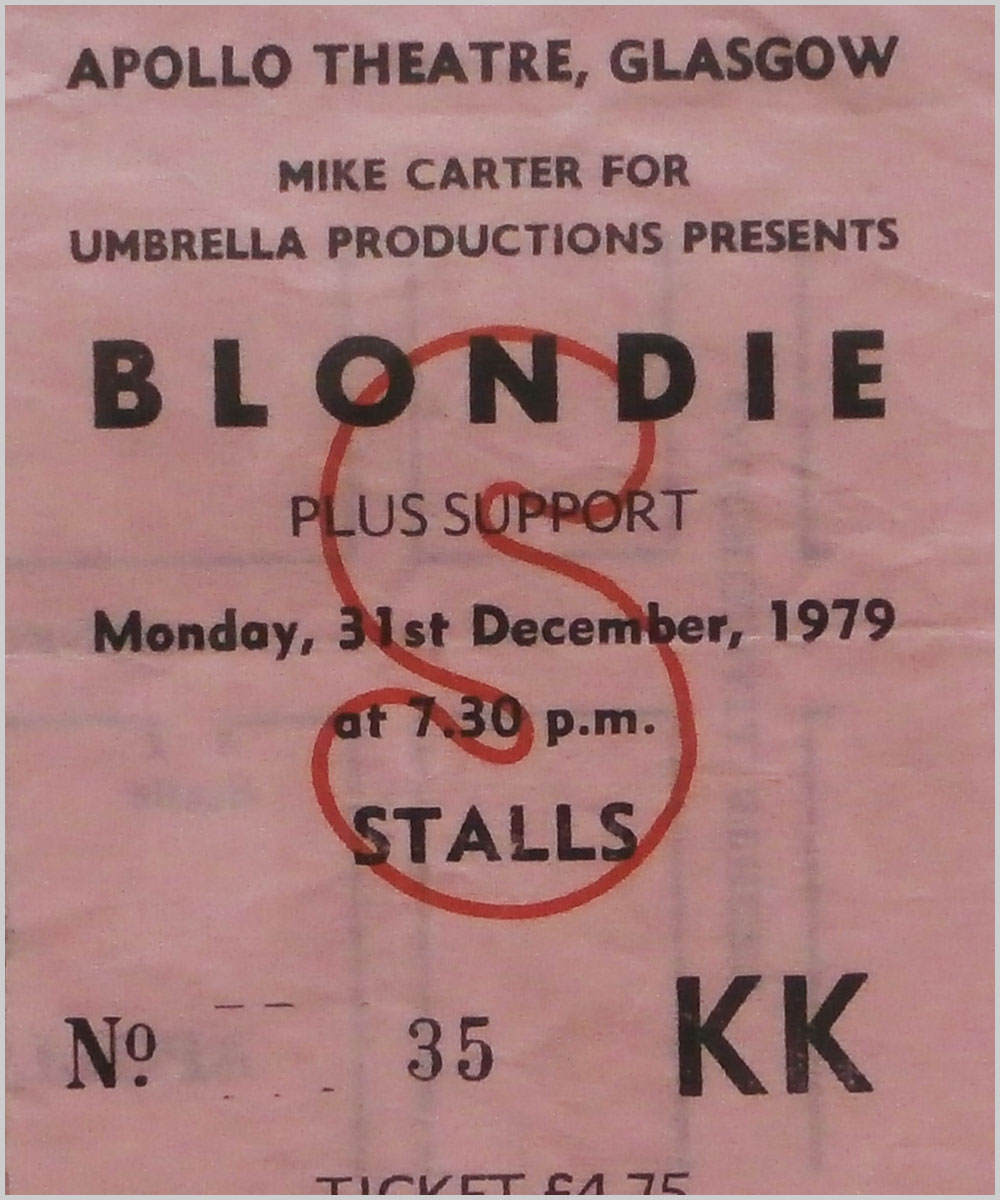 APOLLO THEATRE, GLASGOW
MIKE CARTER FOR
UMBRELLA PRODUCTIONS PRESENTS
BLONDIE
PLUS SUPPORT
Monday, 31st December, 1979
at 7.30 p.m.
STALLS
S
Nº 35 KK
TICKET £4.75